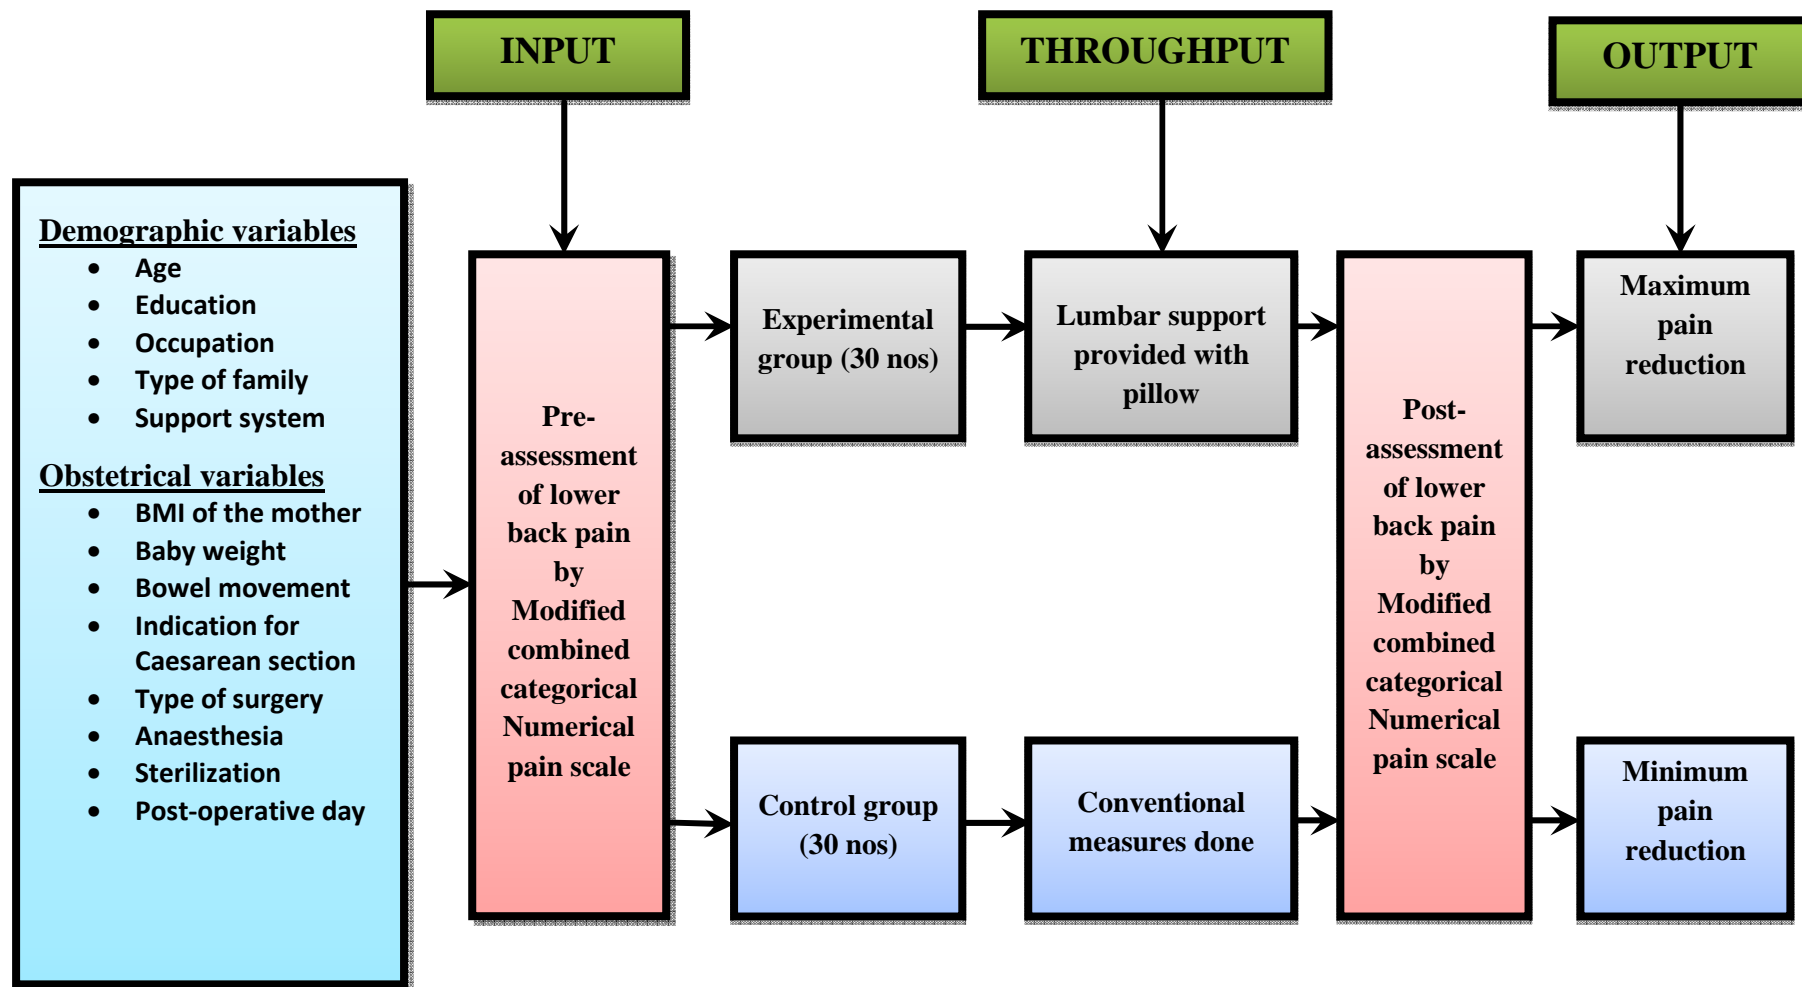 INPUT
THROUGHPUT
OUTPUT
Demographic variables
• Age
• Education
• Occupation
• Type of family
• Support system
Obstetrical variables
• BMI of the mother
• Baby weight
• Bowel movement
• Indication for
Caesarean section
• Type of surgery
• Anaesthesia
• Sterilization
• Post-operative day
Pre-
assessment
of lower
back pain
by
Modified
combined
categorical
Numerical
pain scale
Experimental
group (30 nos)
Lumbar support
provided with
pillow
Control group
(30 nos)
Conventional
measures done
Post-
assessment
of lower
back pain
by
Modified
combined
categorical
Numerical
pain scale
Maximum
pain
reduction
Minimum
pain
reduction